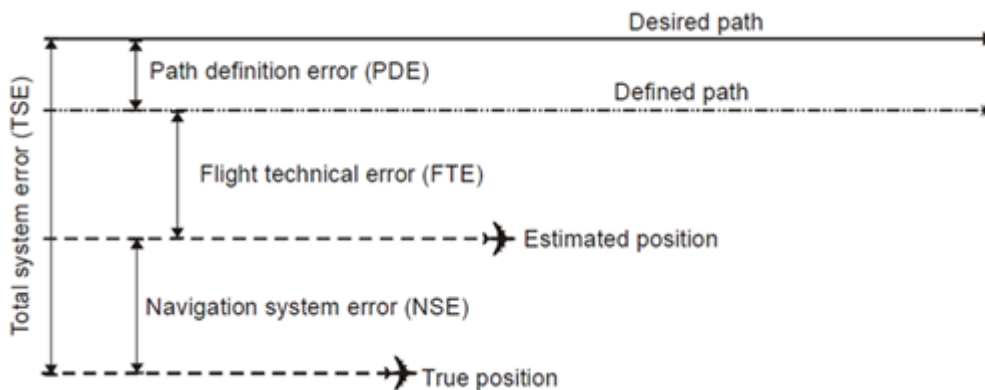 Desired path
Path definition error (PDE)
Defined path
Total system error (TSE)
Flight technical error (FTE)
Estimated position
Navigation system error (NSE)
True position